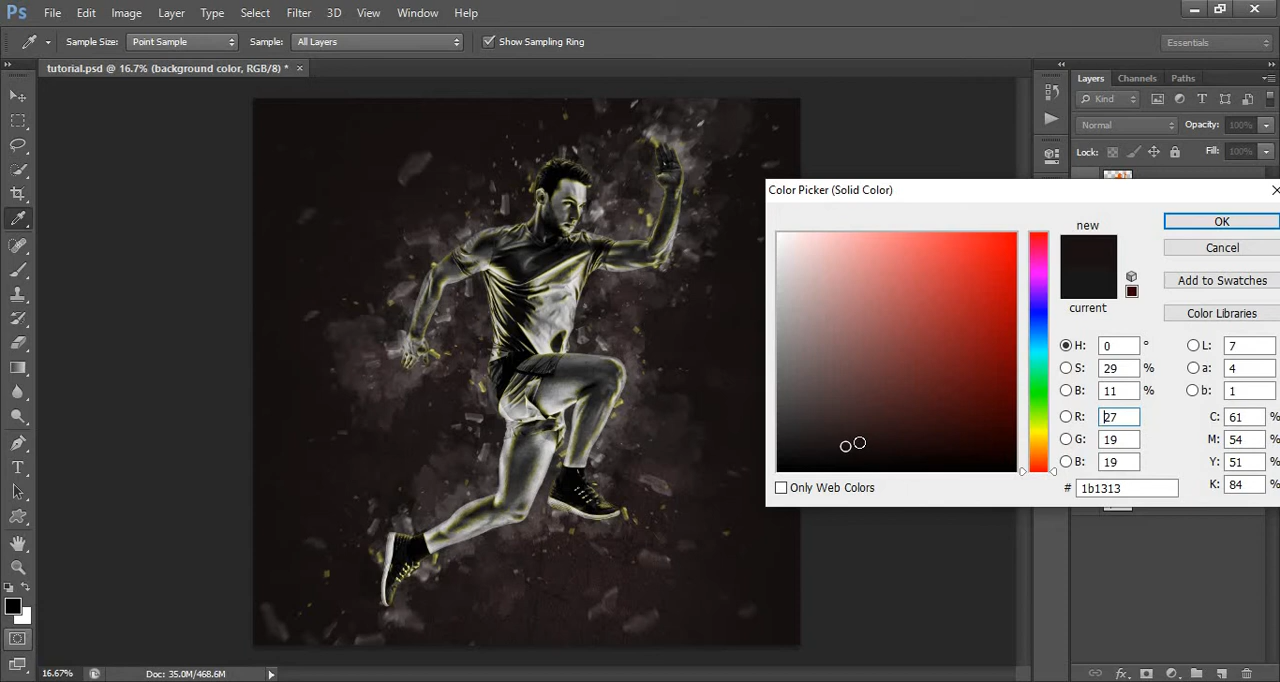 Ps File Edit Image Layer Type Select Filter 3D View Window Help
Sample Size: Point Sample Sample: All Layers Show Sampling Ring Essentials
tutorial.psd @ 16.7% (background color, RGB/8) * ×
Layers Channels Paths
Kind
Normal Opacity: 100%
Lock: Fill: 100%
Color Picker (Solid Color)
new
OK
Cancel
Add to Swatches
current
Color Libraries
H: 0 ° L: 7
S: 29 % a: 4
B: 11 % b: 1
R: 27 C: 61 %
G: 19 M: 54 %
B: 19 Y: 51 %
Only Web Colors # 1b1313 K: 84 %
16.67% Doc: 35.0M/468.6M